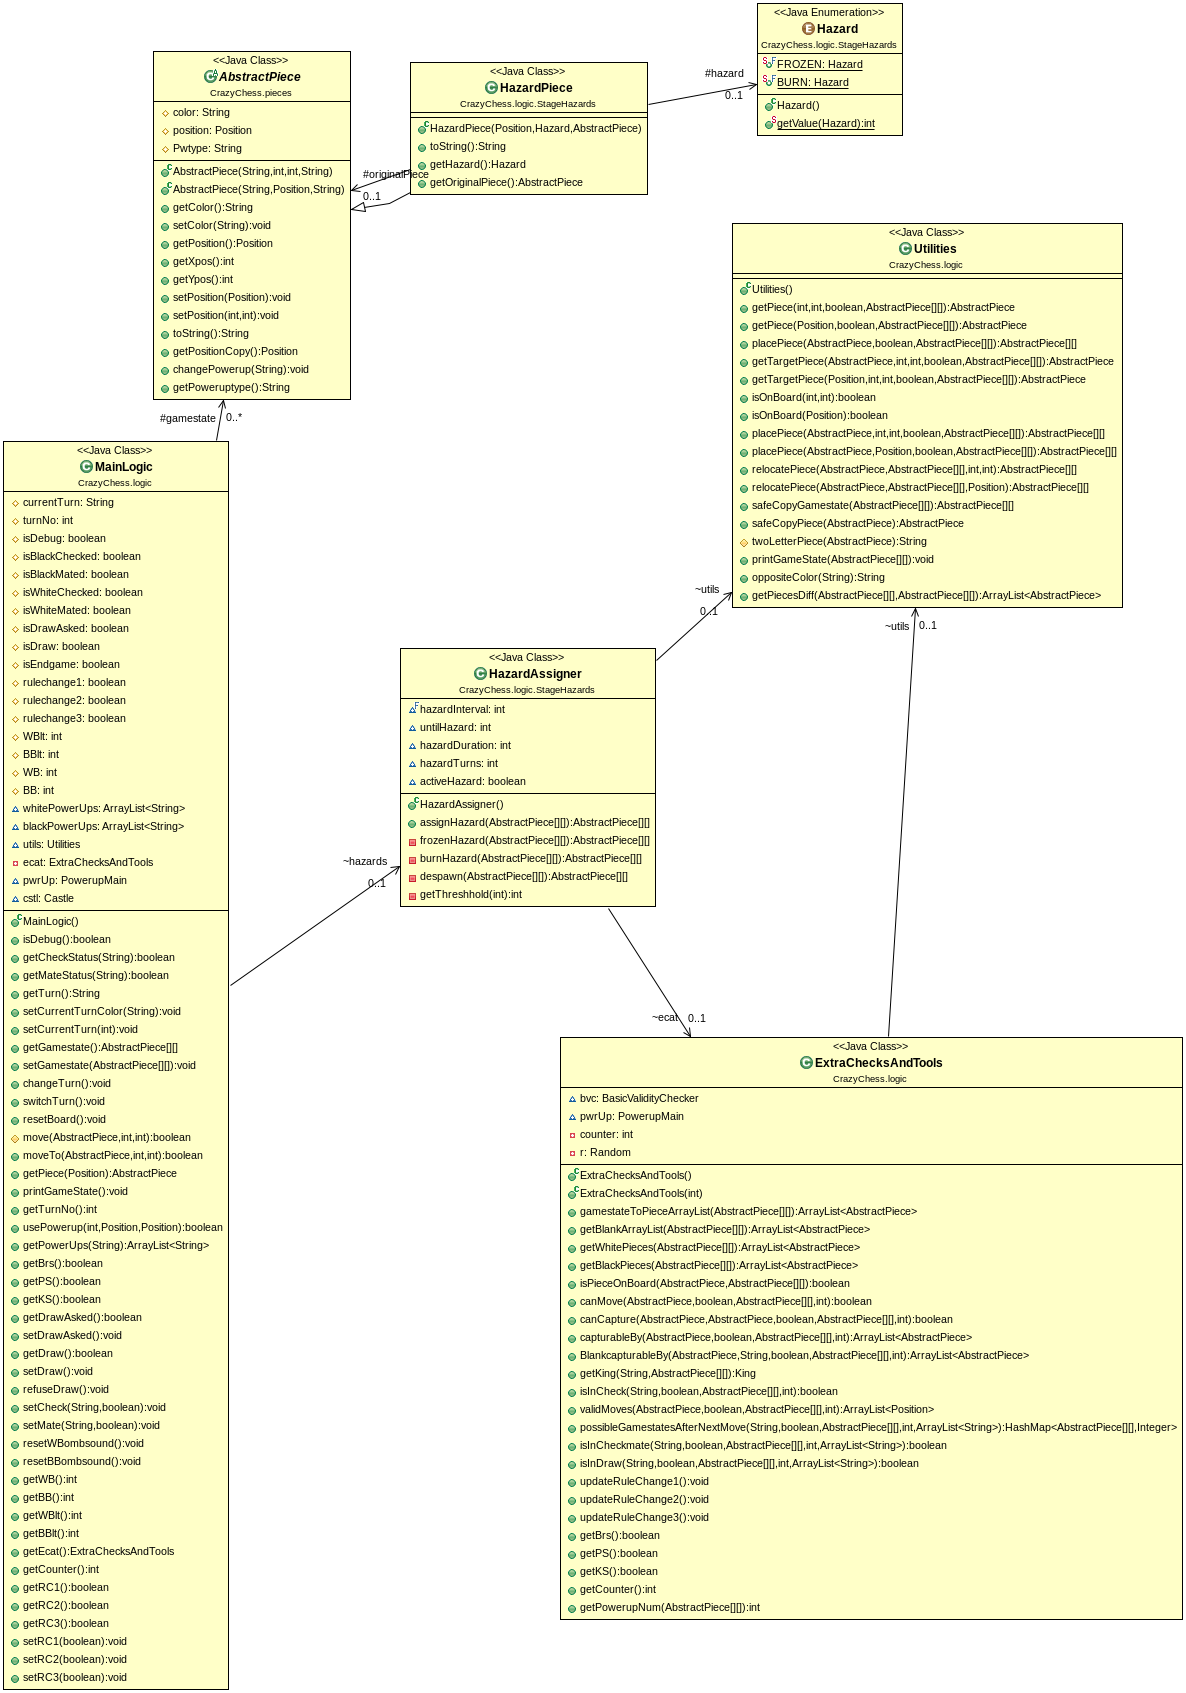 <<Java Class>>
AbstractPiece
CrazyChess.pieces
color: String
position: Position
Pwtype: String
AbstractPiece(String,int,int,String)
AbstractPiece(String,Position,String)
getColor():String
setColor(String):void
getPosition():Position
getXpos():int
getYpos():int
setPosition(Position):void
setPosition(int,int):void
toString():String
getPositionCopy():Position
changePowerup(String):void
getPoweruptype():String
<<Java Class>>
HazardPiece
CrazyChess.logic.StageHazards
HazardPiece(Position,Hazard,AbstractPiece)
toString():String
getHazard():Hazard
getOriginalPiece():AbstractPiece
#originalPiece
0..1
#hazard
0..1
<<Java Enumeration>>
Hazard
CrazyChess.logic.StageHazards
FROZEN: Hazard
BURN: Hazard
Hazard()
getValue(Hazard):int
<<Java Class>>
Utilities
CrazyChess.logic
Utilities()
getPiece(int,int,boolean,AbstractPiece[][]):AbstractPiece
getPiece(Position,boolean,AbstractPiece[][]):AbstractPiece
placePiece(AbstractPiece,boolean,AbstractPiece[][]):AbstractPiece[][]
getTargetPiece(AbstractPiece,int,int,boolean,AbstractPiece[][]):AbstractPiece
getTargetPiece(Position,int,int,boolean,AbstractPiece[][]):AbstractPiece
isOnBoard(int,int):boolean
isOnBoard(Position):boolean
placePiece(AbstractPiece,int,int,boolean,AbstractPiece[][]):AbstractPiece[][]
placePiece(AbstractPiece,Position,boolean,AbstractPiece[][]):AbstractPiece[][]
relocatePiece(AbstractPiece,AbstractPiece[][],int,int):AbstractPiece[][]
relocatePiece(AbstractPiece,AbstractPiece[][],Position):AbstractPiece[][]
safeCopyGamestate(AbstractPiece[][]):AbstractPiece[][]
safeCopyPiece(AbstractPiece):AbstractPiece
twoLetterPiece(AbstractPiece):String
printGameState(AbstractPiece[][]):void
oppositeColor(String):String
getPiecesDiff(AbstractPiece[][],AbstractPiece[][]):ArrayList<AbstractPiece>
#gamestate 0..*
<<Java Class>>
MainLogic
CrazyChess.logic
currentTurn: String
turnNo: int
isDebug: boolean
isBlackChecked: boolean
isBlackMated: boolean
isWhiteChecked: boolean
isWhiteMated: boolean
isDrawAsked: boolean
isDraw: boolean
isEndgame: boolean
rulechange1: boolean
rulechange2: boolean
rulechange3: boolean
WBlt: int
BBlt: int
WB: int
BB: int
whitePowerUps: ArrayList<String>
blackPowerUps: ArrayList<String>
utils: Utilities
ecat: ExtraChecksAndTools
pwrUp: PowerupMain
cstl: Castle
MainLogic()
isDebug():boolean
getCheckStatus(String):boolean
getMateStatus(String):boolean
getTurn():String
setCurrentTurnColor(String):void
setCurrentTurn(int):void
getGamestate():AbstractPiece[][]
setGamestate(AbstractPiece[][]):void
changeTurn():void
switchTurn():void
resetBoard():void
move(AbstractPiece,int,int):boolean
moveTo(AbstractPiece,int,int):boolean
getPiece(Position):AbstractPiece
printGameState():void
getTurnNo():int
usePowerup(int,Position,Position):boolean
getPowerUps(String):ArrayList<String>
getBrs():boolean
getPS():boolean
getKS():boolean
getDrawAsked():boolean
setDrawAsked():void
getDraw():boolean
setDraw():void
refuseDraw():void
setCheck(String,boolean):void
setMate(String,boolean):void
resetWBombsound():void
resetBBombsound():void
getWB():int
getBB():int
getWBlt():int
getBBlt():int
getEcat():ExtraChecksAndTools
getCounter():int
getRC1():boolean
getRC2():boolean
getRC3():boolean
setRC1(boolean):void
setRC2(boolean):void
setRC3(boolean):void
~hazards
0..1
<<Java Class>>
HazardAssigner
CrazyChess.logic.StageHazards
hazardInterval: int
untilHazard: int
hazardDuration: int
hazardTurns: int
activeHazard: boolean
HazardAssigner()
assignHazard(AbstractPiece[][]):AbstractPiece[][]
frozenHazard(AbstractPiece[][]):AbstractPiece[][]
burnHazard(AbstractPiece[][]):AbstractPiece[][]
despawn(AbstractPiece[][]):AbstractPiece[][]
getThreshhold(int):int
~utils
0..1
~utils 0..1
~ecat 0..1
<<Java Class>>
ExtraChecksAndTools
CrazyChess.logic
bvc: BasicValidityChecker
pwrUp: PowerupMain
counter: int
r: Random
ExtraChecksAndTools()
ExtraChecksAndTools(int)
gamestateToPieceArrayList(AbstractPiece[][]):ArrayList<AbstractPiece>
getBlankArrayList(AbstractPiece[][]):ArrayList<AbstractPiece>
getWhitePieces(AbstractPiece[][]):ArrayList<AbstractPiece>
getBlackPieces(AbstractPiece[][]):ArrayList<AbstractPiece>
isPieceOnBoard(AbstractPiece,AbstractPiece[][]):boolean
canMove(AbstractPiece,boolean,AbstractPiece[][],int):boolean
canCapture(AbstractPiece,AbstractPiece,boolean,AbstractPiece[][],int):boolean
capturableBy(AbstractPiece,boolean,AbstractPiece[][],int):ArrayList<AbstractPiece>
BlankcapturableBy(AbstractPiece,String,boolean,AbstractPiece[][],int):ArrayList<AbstractPiece>
getKing(String,AbstractPiece[][]):King
isInCheck(String,boolean,AbstractPiece[][],int):boolean
validMoves(AbstractPiece,boolean,AbstractPiece[][],int):ArrayList<Position>
possibleGamestatesAfterNextMove(String,boolean,AbstractPiece[][],int,ArrayList<String>):HashMap<AbstractPiece[][],Integer>
isInCheckmate(String,boolean,AbstractPiece[][],int,ArrayList<String>):boolean
isInDraw(String,boolean,AbstractPiece[][],int,ArrayList<String>):boolean
updateRuleChange1():void
updateRuleChange2():void
updateRuleChange3():void
getBrs():boolean
getPS():boolean
getKS():boolean
getCounter():int
getPowerupNum(AbstractPiece[][]):int